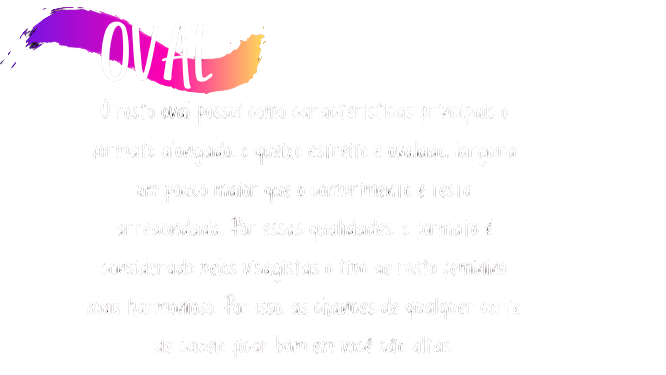 OVAL
O rosto oval possui como características principais o
formato alongado, o queixo estreito e ovalado, largura
um pouco maior que o comprimento e testa
arredondada. Por essas qualidades, o formato é
considerado pelos visagistas o tipo de rosto feminino
mais harmonioso. Por isso, as chances de qualquer corte
de cabelo ficar bom em você são altas.